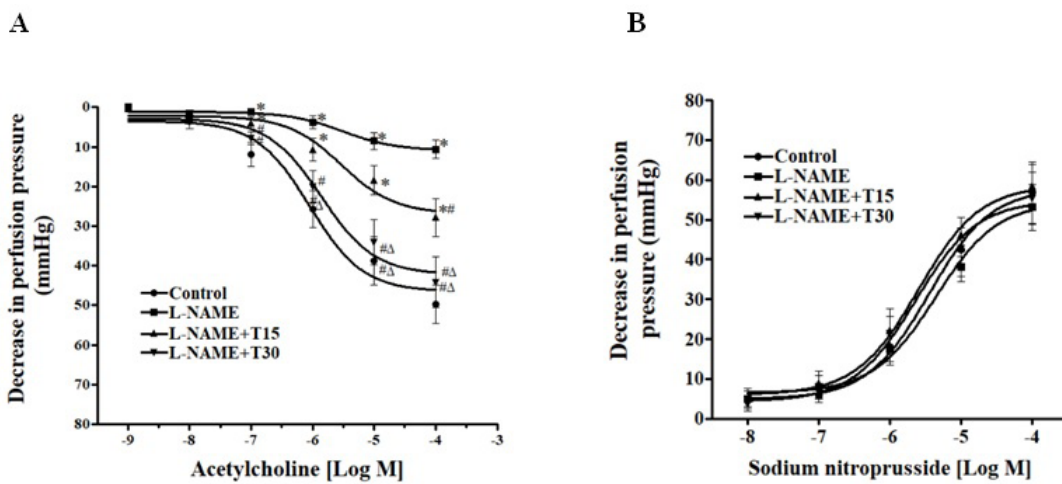 A
B
0
10
20
30
40
50
60
70
80
Decrease in perfusion pressure
(mmHg)
*
*
#
#
*
*
#
Δ
*
*
#Δ
#Δ
*
*#
#Δ
#Δ
Control
L-NAME
L-NAME+T15
L-NAME+T30
-9
-8
-7
-6
-5
-4
-3
Acetylcholine [Log M]
80
70
60
50
40
30
20
10
0
Decrease in perfusion
pressure (mmHg)
Control
L-NAME
L-NAME+T15
L-NAME+T30
-8
-7
-6
-5
-4
Sodium nitroprusside [Log M]